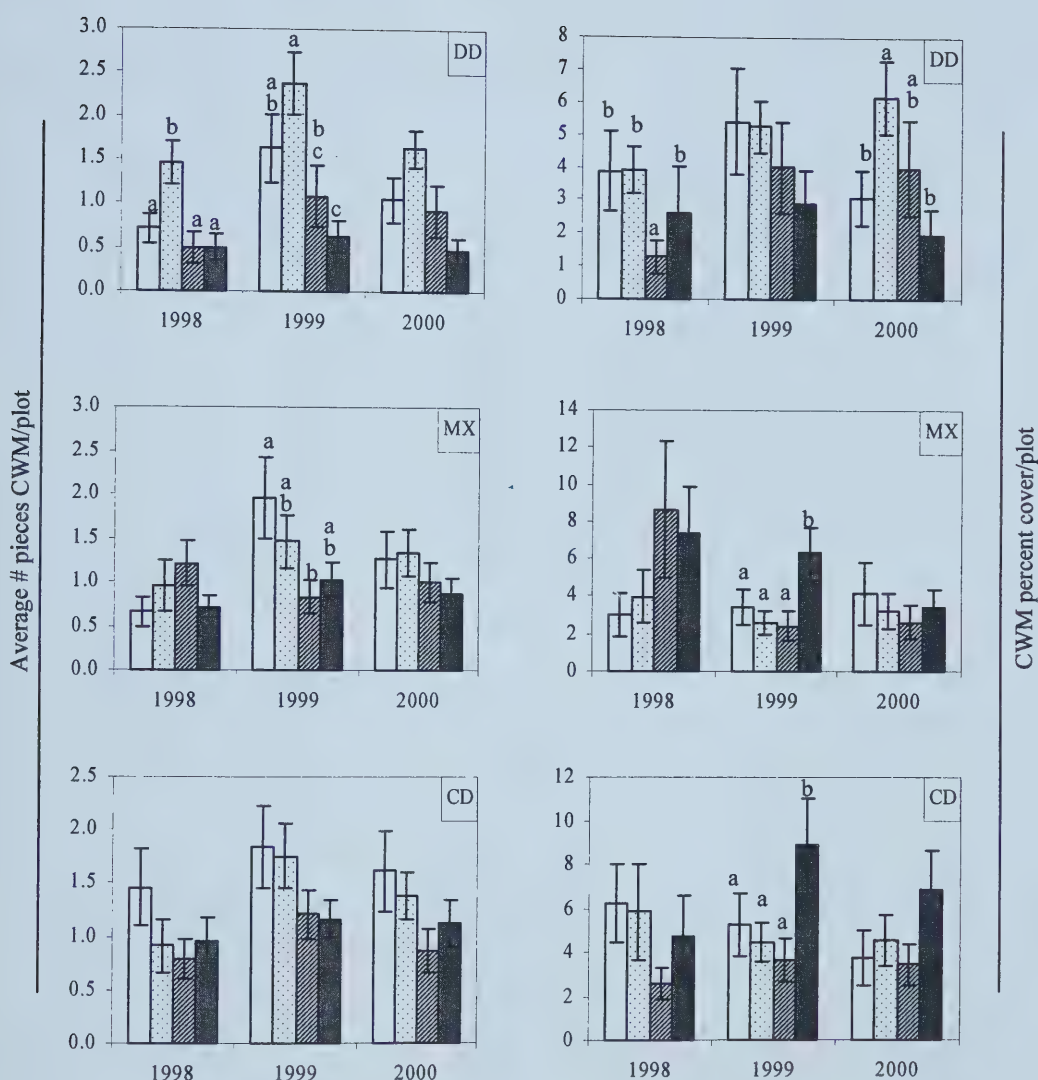 Average # pieces CWM/plot
3.0
2.5
2.0
1.5
1.0
0.5
0.0
DD
a
b
a
a
a
b
a
b
c
c
1998 1999 2000
8
7
6
5
4
3
2
1
0
DD
b
b
a
b
b
a
a
b
b
1998 1999 2000
3.0
2.5
2.0
1.5
1.0
0.5
0.0
MX
a
a
b
b
a
b
1998 1999 2000
14
12
10
8
6
4
2
0
MX
a
a
a
b
1998 1999 2000
2.5
2.0
1.5
1.0
0.5
0.0
CD
1998 1999 2000
12
10
8
6
4
2
0
CD
a
a
a
b
1998 1999 2000
CWM percent cover/plot